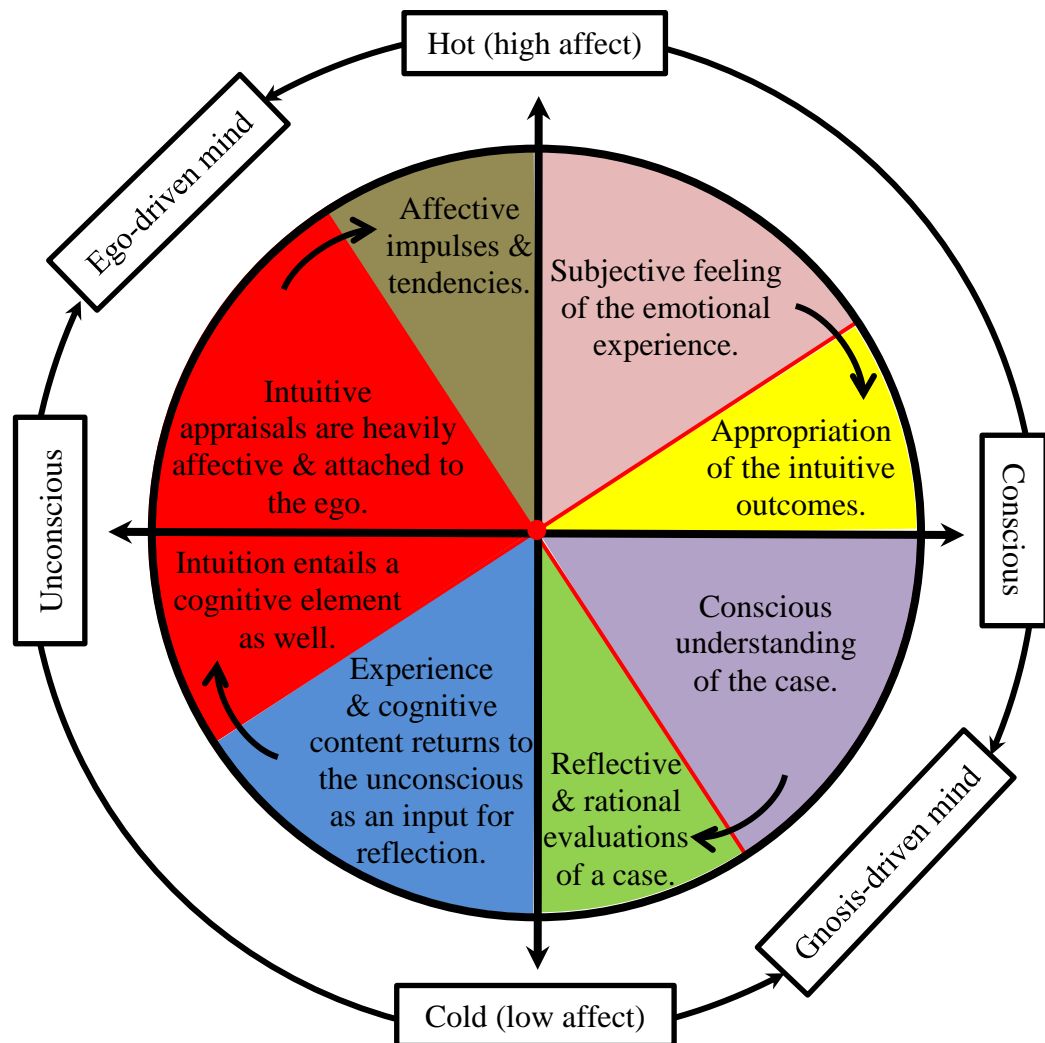 Hot (high affect)
Ego-driven mind
Affective
impulses &
tendencies.
Subjective feeling
of the emotional
experience.
Intuitive
appraisals are heavily
affective & attached to
the ego.
Appropriation
of the intuitive
outcomes.
Unconscious
Conscious
Intuition entails a
cognitive element
as well.
Conscious
understanding
of the case.
Experience
& cognitive
content returns to
the unconscious
as an input for
reflection.
Reflective
& rational
evaluations
of a case.
Gnosis-driven mind
Cold (low affect)